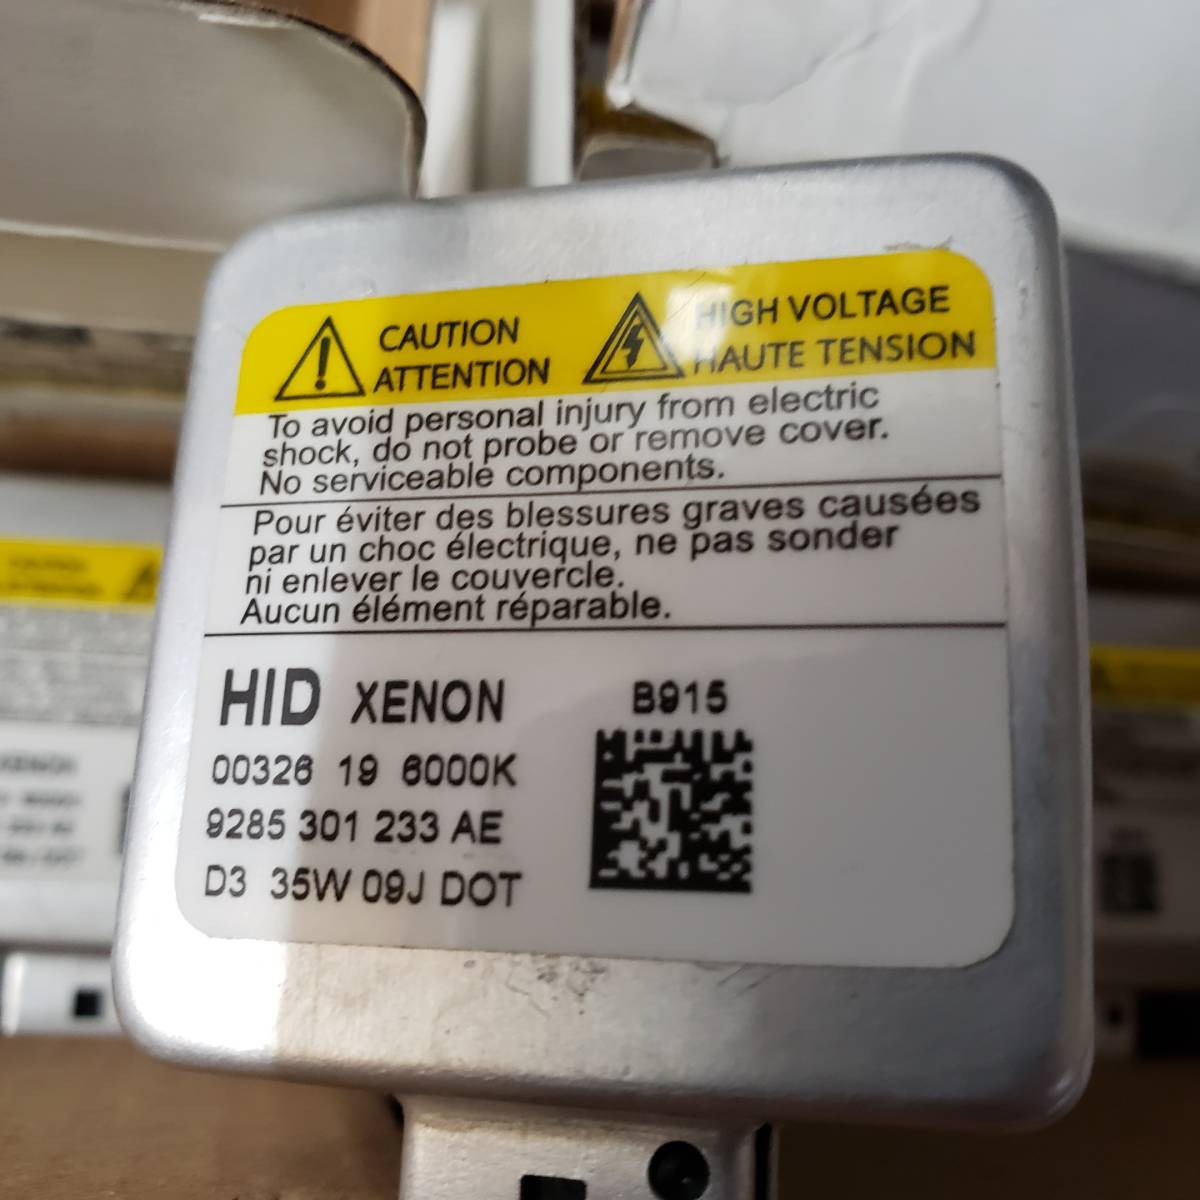 CAUTION
ATTENTION
HIGH VOLTAGE
HAUTE TENSION
To avoid personal injury from electric
shock, do not probe or remove cover.
No serviceable components.
Pour éviter des blessures graves causées
par un choc électrique, ne pas sonder
ni enlever le couvercle.
Aucun élément réparable.
HID XENON
B915
00326 19 6000K
9285 301 233 AE
D3 35W 09J DOT